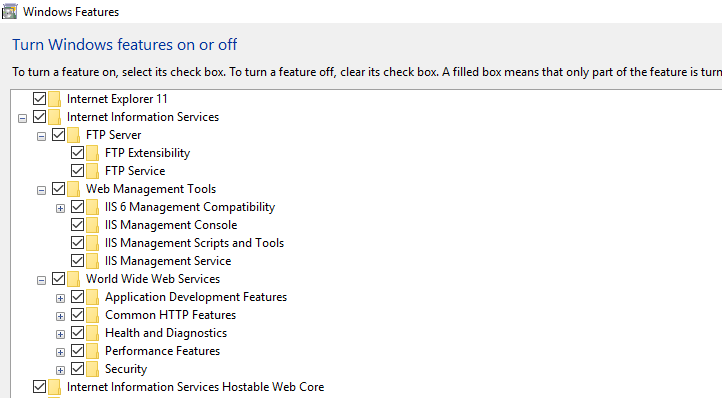 Windows Features
Turn Windows features on or off
To turn a feature on, select its check box. To turn a feature off, clear its check box. A filled box means that only part of the feature is turn
Internet Explorer 11
Internet Information Services
FTP Server
FTP Extensibility
FTP Service
Web Management Tools
IIS 6 Management Compatibility
IIS Management Console
IIS Management Scripts and Tools
IIS Management Service
World Wide Web Services
Application Development Features
Common HTTP Features
Health and Diagnostics
Performance Features
Security
Internet Information Services Hostable Web Core